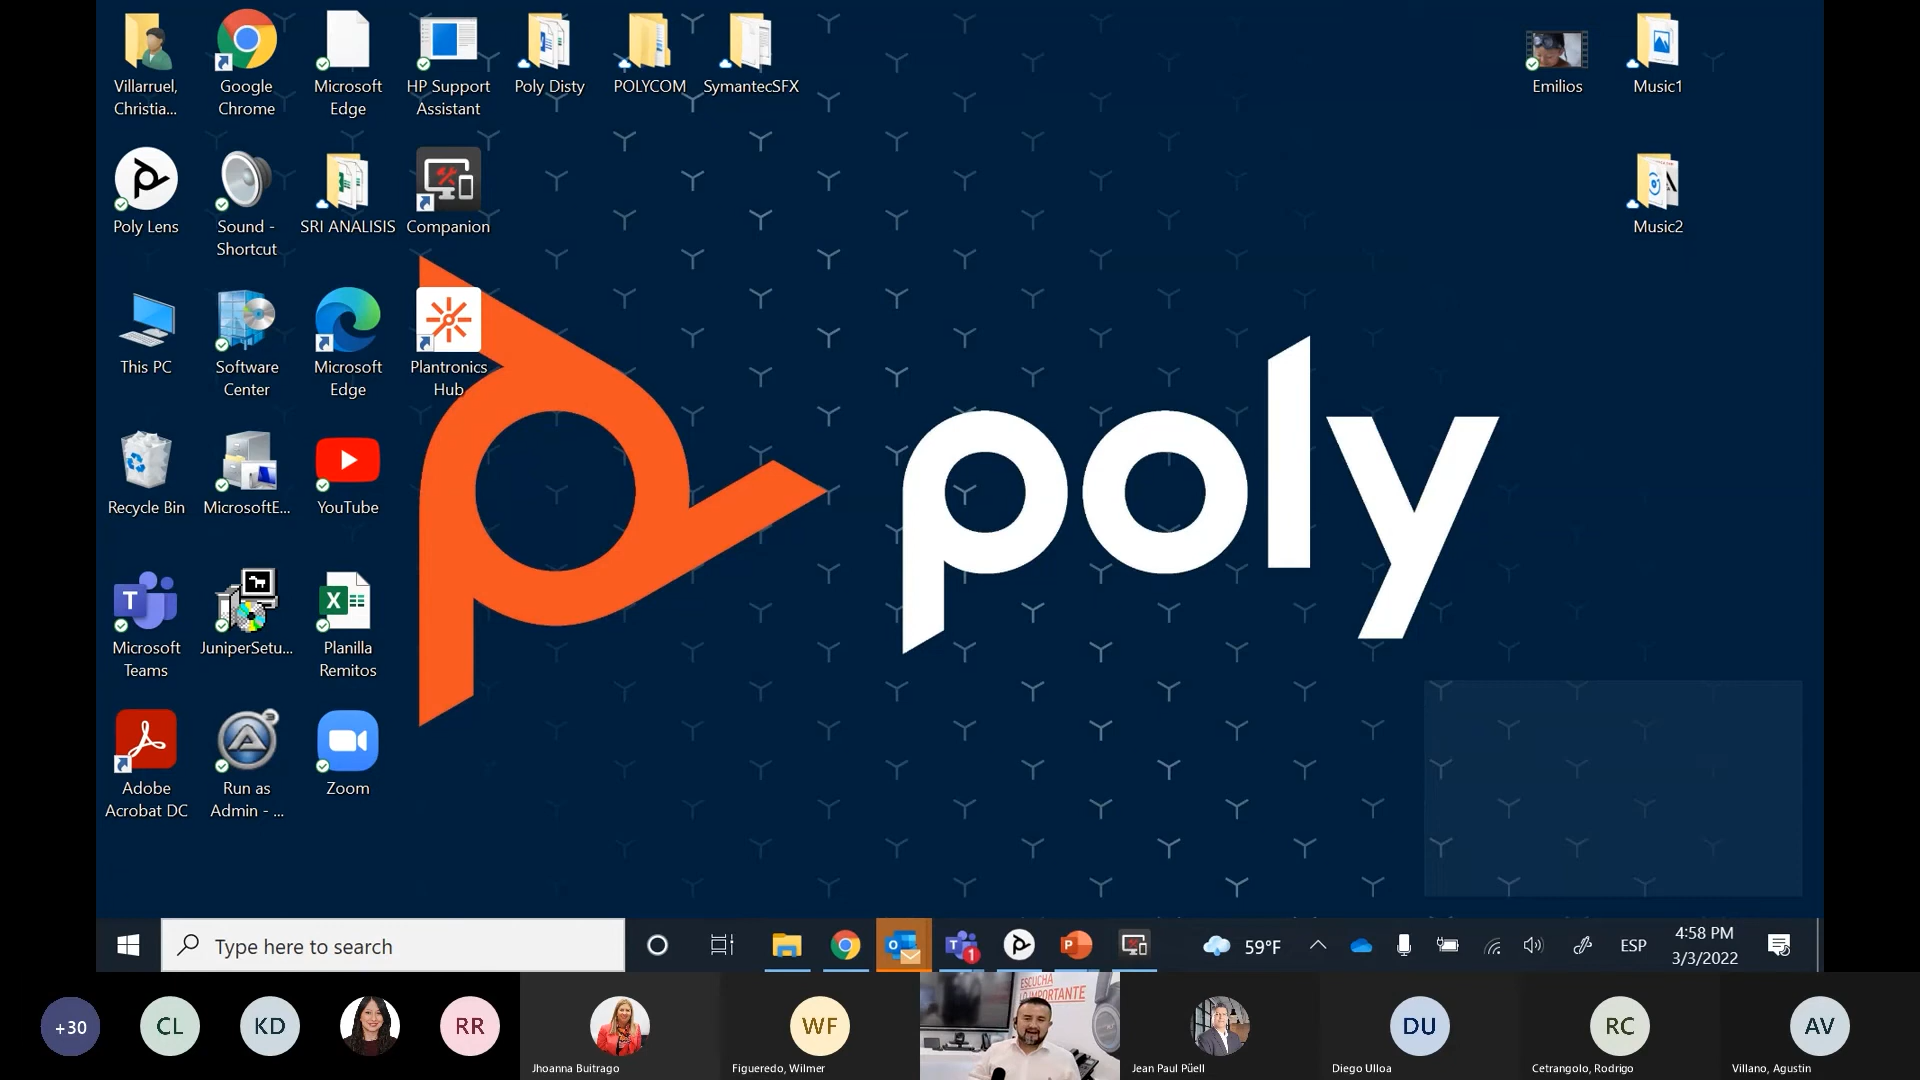 Villarruel,
Christia...
Google
Chrome
Microsoft
Edge
HP Support
Assistant
Poly Disty
POLYCOM
SymantecSFX
Emilios
Music1
Poly Lens
Sound -
Shortcut
SRI ANALISIS
Companion
Music2
This PC
Software
Center
Microsoft
Edge
Plantronics
Hub
poly
Recycle Bin
MicrosoftE...
YouTube
Microsoft
Teams
JuniperSetu...
Planilla
Remitos
Adobe
Acrobat DC
Run as
Admin - ...
Zoom
Type here to search
1
59°F
ESP
4:58 PM
3/3/2022
+30
CL
KD
RR
Jhoanna Buitrago
WF
Figueredo, Wilmer
ESCUCHA
LO IMPORTANTE
Jean Paul Püell
DU
Diego Ulloa
RC
Cetrangolo, Rodrigo
AV
Villano, Agustin